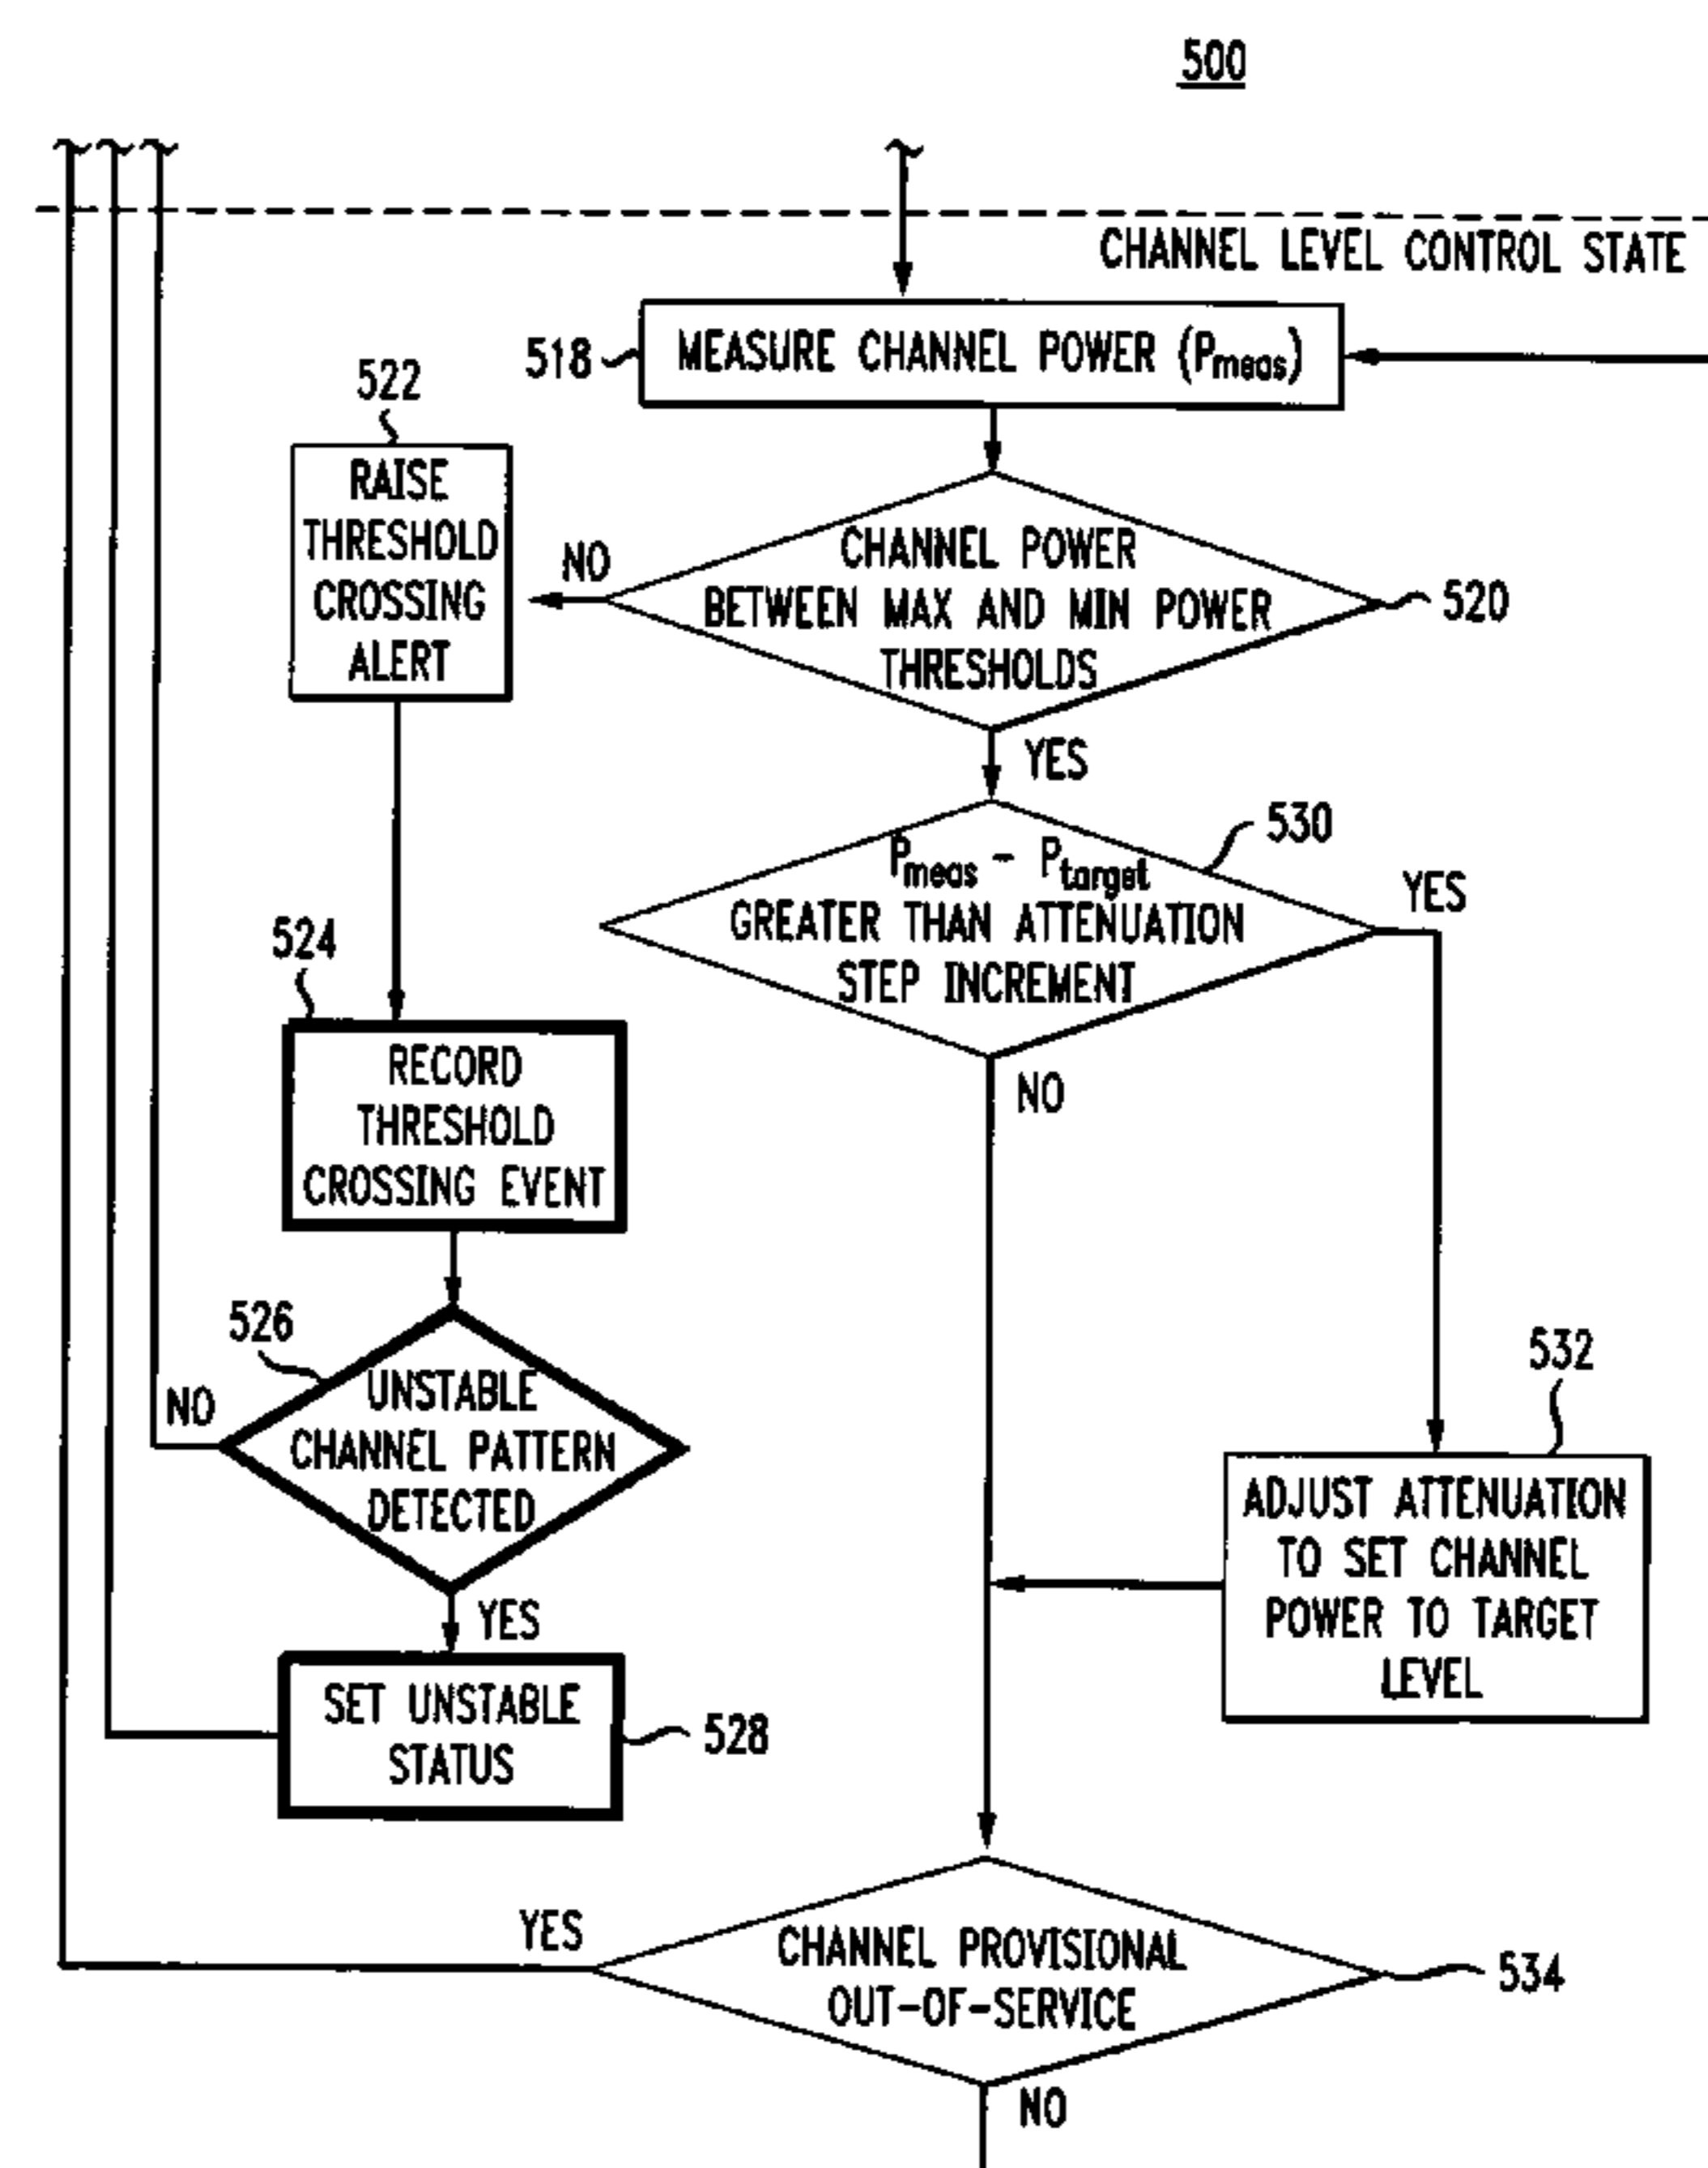 500
CHANNEL LEVEL CONTROL STATE
518
MEASURE CHANNEL POWER (Pmeas)
522
RAISE
THRESHOLD
CROSSING
ALERT
NO
CHANNEL POWER
BETWEEN MAX AND MIN POWER
THRESHOLDS
520
YES
530
Pmeas - Ptarget
GREATER THAN ATTENUATION
STEP INCREMENT
YES
NO
524
RECORD
THRESHOLD
CROSSING EVENT
526
NO
UNSTABLE
CHANNEL PATTERN
DETECTED
YES
532
ADJUST ATTENUATION
TO SET CHANNEL
POWER TO TARGET
LEVEL
SET UNSTABLE
STATUS
528
YES
CHANNEL PROVISIONAL
OUT-OF-SERVICE
534
NO